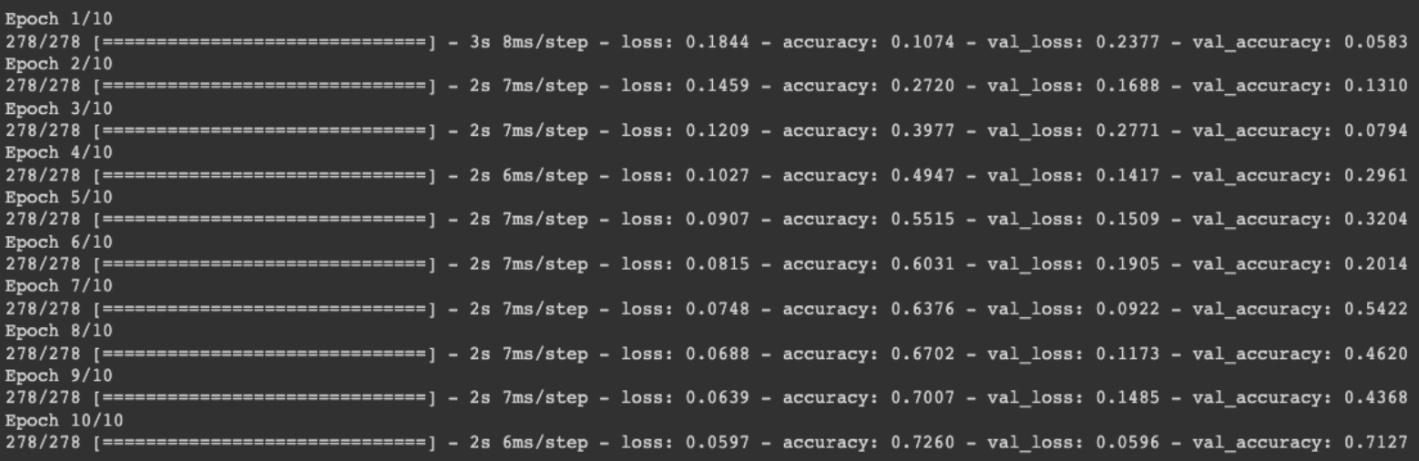 Epoch 1/10
278/278 [==============================] - 3s 8ms/step - loss: 0.1844 - accuracy: 0.1074 - val_loss: 0.2377 - val_accuracy: 0.0583
Epoch 2/10
278/278 [==============================] - 2s 7ms/step - loss: 0.1459 - accuracy: 0.2720 - val_loss: 0.1688 - val_accuracy: 0.1310
Epoch 3/10
278/278 [==============================] - 2s 7ms/step - loss: 0.1209 - accuracy: 0.3977 - val_loss: 0.2771 - val_accuracy: 0.0794
Epoch 4/10
278/278 [==============================] - 2s 6ms/step - loss: 0.1027 - accuracy: 0.4947 - val_loss: 0.1417 - val_accuracy: 0.2961
Epoch 5/10
278/278 [==============================] - 2s 7ms/step - loss: 0.0907 - accuracy: 0.5515 - val_loss: 0.1509 - val_accuracy: 0.3204
Epoch 6/10
278/278 [==============================] - 2s 7ms/step - loss: 0.0815 - accuracy: 0.6031 - val_loss: 0.1905 - val_accuracy: 0.2014
Epoch 7/10
278/278 [==============================] - 2s 7ms/step - loss: 0.0748 - accuracy: 0.6376 - val_loss: 0.0922 - val_accuracy: 0.5422
Epoch 8/10
278/278 [==============================] - 2s 7ms/step - loss: 0.0688 - accuracy: 0.6702 - val_loss: 0.1173 - val_accuracy: 0.4620
Epoch 9/10
278/278 [==============================] - 2s 7ms/step - loss: 0.0639 - accuracy: 0.7007 - val_loss: 0.1485 - val_accuracy: 0.4368
Epoch 10/10
278/278 [==============================] - 2s 6ms/step - loss: 0.0597 - accuracy: 0.7260 - val_loss: 0.0596 - val_accuracy: 0.7127